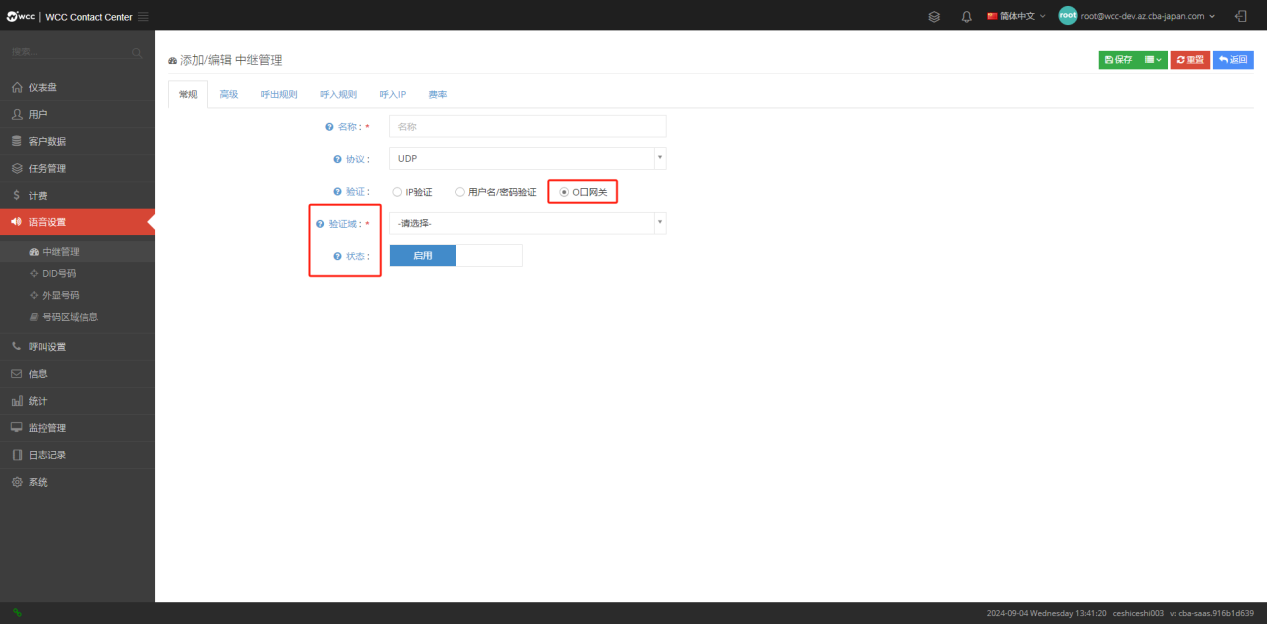 wcc | WCC Contact Center
简体中文
root root@wcc-dev.az.cba-japan.com
搜索...
仪表盘
用户
客户数据
任务管理
计费
语音设置
中继管理
DID号码
外显号码
号码区域信息
呼叫设置
信息
统计
监控管理
日志记录
系统
添加/编辑 中继管理
保存 重置 返回
常规 高级 呼出规则 呼入规则 呼入IP 费率
名称：* 名称
协议： UDP
验证： IP验证 用户名/密码验证 O口网关
验证域：* -请选择-
状态： 启用
2024-09-04 Wednesday 13:41:20 ceshiceshi003 v: cba-saas.916b1d639